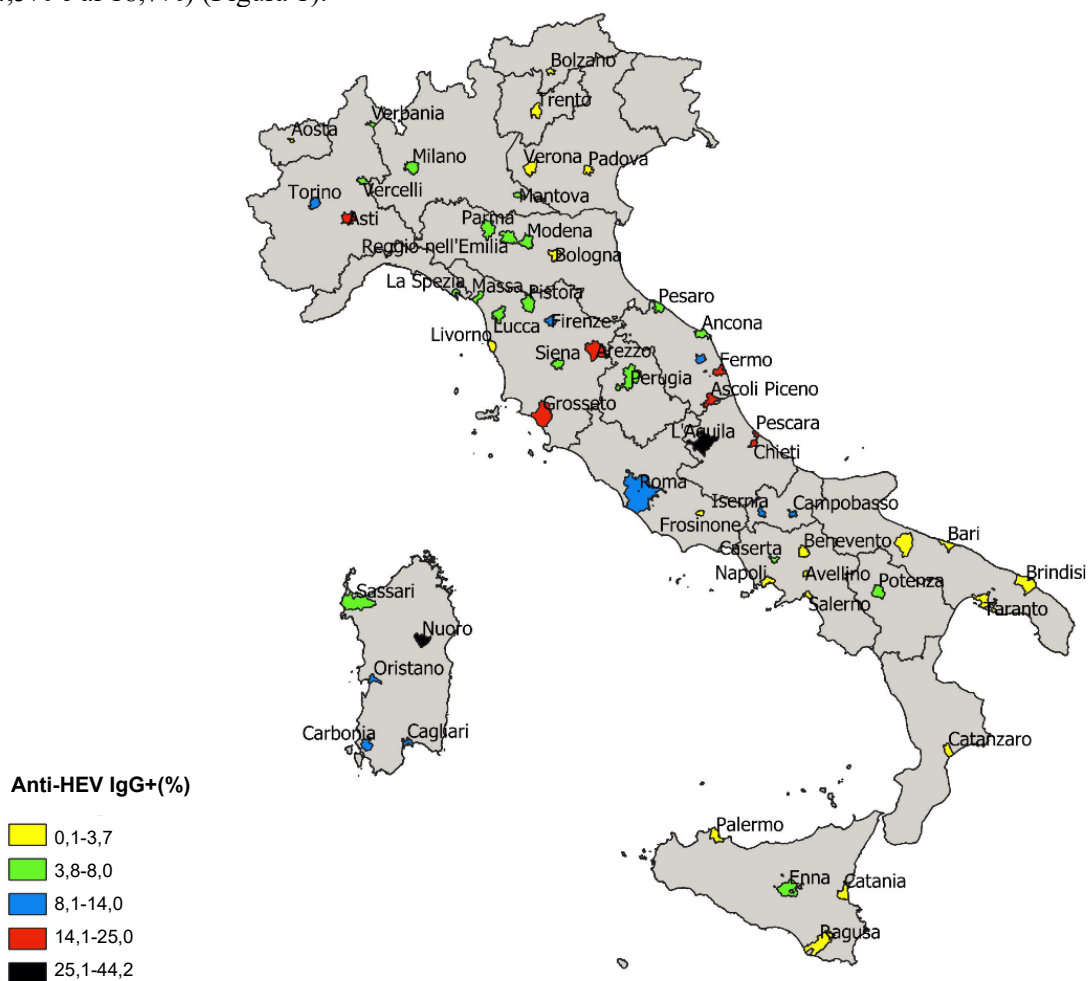 (Figura 1).
Bolzano
Trento
Verbania
Aosta
Milano
Verona
Padova
Vercelli
Torino
Mantova
Asti
Parma
Modena
Reggio nell'Emilia
Bologna
La Spezia
Massa
Pistoia
Pesaro
Lucca
Firenze
Ancona
Livorno
Siena
Arezzo
Fermo
Perugia
Ascoli Piceno
Grosseto
L'Aquila
Pescara
Chieti
Roma
Isernia
Campobasso
Frosinone
Caserta
Benevento
Bari
Napoli
Avellino
Potenza
Brindisi
Salerno
Taranto
Sassari
Nuoro
Oristano
Carbonia
Cagliari
Catanzaro
Anti-HEV IgG+(%)
0,1-3,7
3,8-8,0
8,1-14,0
14,1-25,0
25,1-44,2
Palermo
Enna
Catania
Ragusa